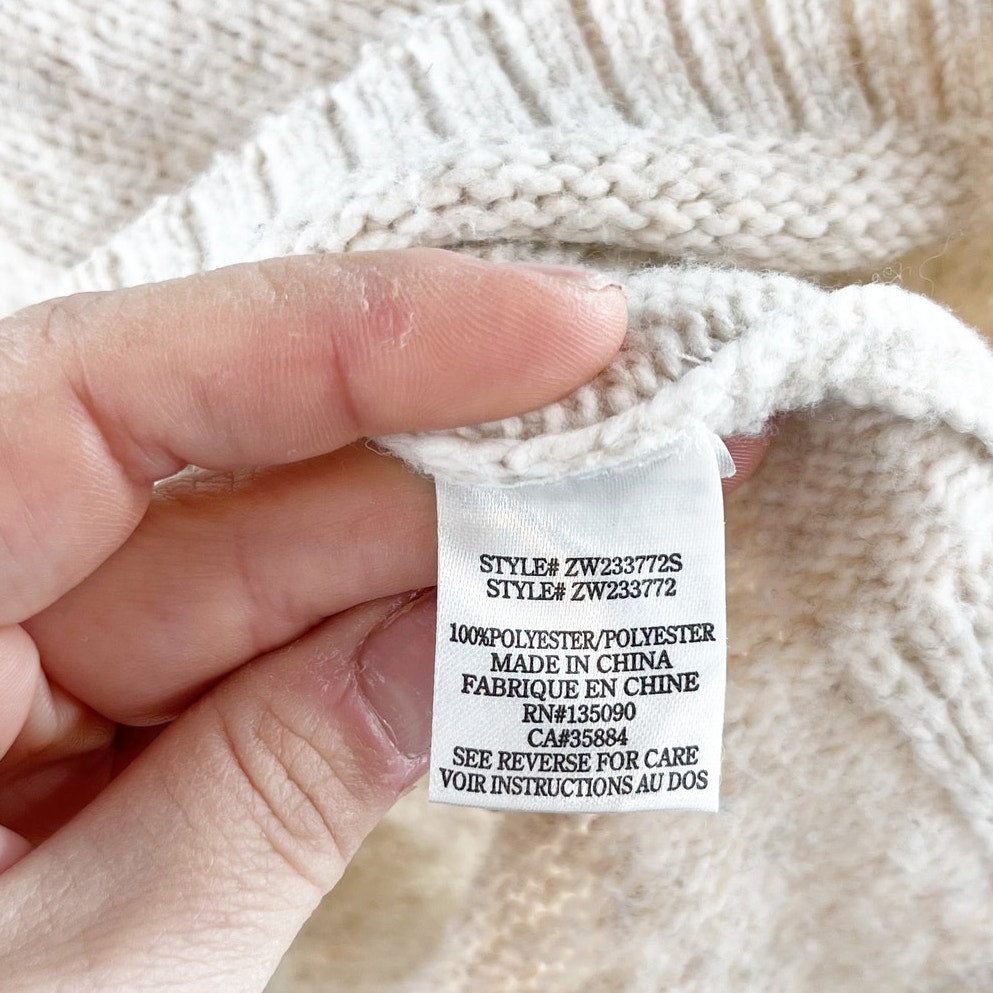 STYLE# ZW233772S
STYLE# ZW233772
100%POLYESTER/POLYESTER
MADE IN CHINA
FABRIQUE EN CHINE
RN#135090
CA#35884
SEE REVERSE FOR CARE
VOIR INSTRUCTIONS AU DOS